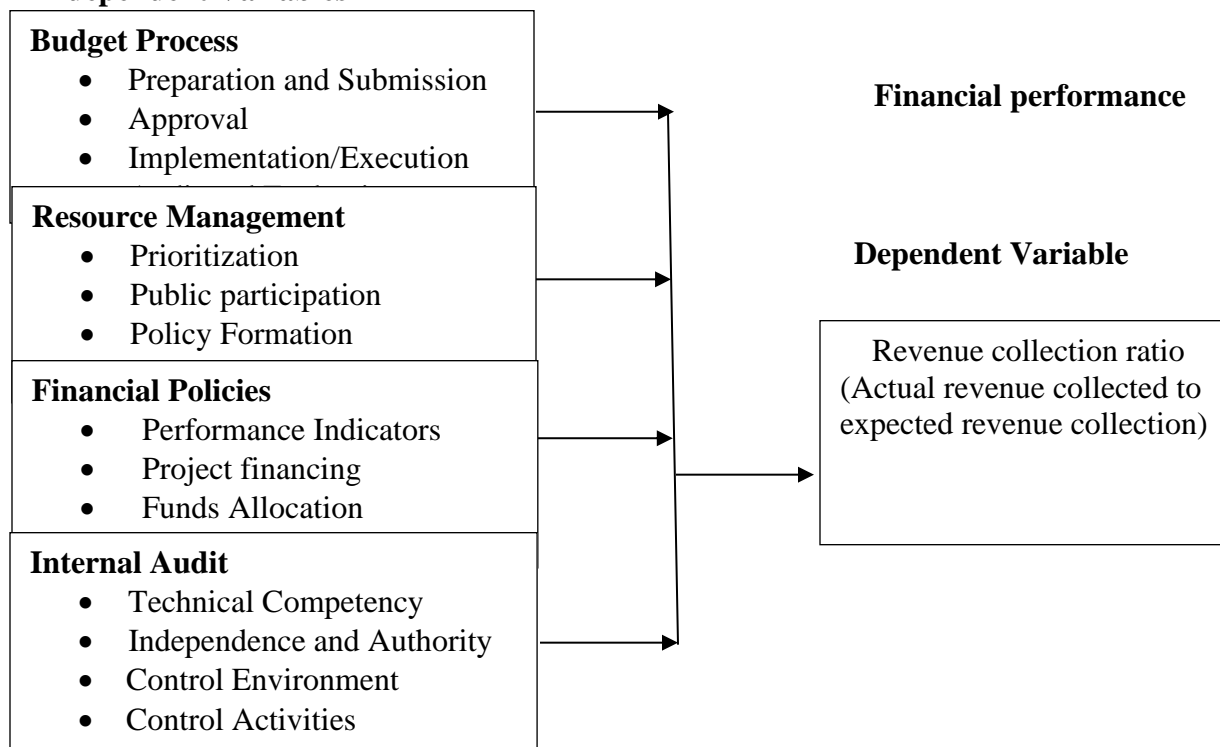 Budget Process
• Preparation and Submission
• Approval
• Implementation/Execution
Resource Management
• Prioritization
• Public participation
• Policy Formation
Financial Policies
• Performance Indicators
• Project financing
• Funds Allocation
Internal Audit
• Technical Competency
• Independence and Authority
• Control Environment
• Control Activities
Financial performance
Dependent Variable
Revenue collection ratio
(Actual revenue collected to
expected revenue collection)